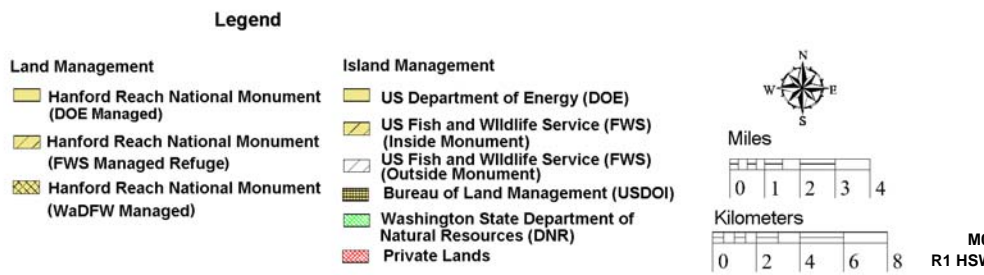 Legend
Land Management
Hanford Reach National Monument
(DOE Managed)
Hanford Reach National Monument
(FWS Managed Refuge)
Hanford Reach National Monument
(WaDFW Managed)
Island Management
US Department of Energy (DOE)
US Fish and WIldlife Service (FWS)
(Inside Monument)
US Fish and WIldlife Service (FWS)
(Outside Monument)
Bureau of Land Management (USDOI)
Washington State Department of
Natural Resources (DNR)
Private Lands
N
W E
S
Miles
0 1 2 3 4
Kilometers
0 2 4 6 8
R1 HSW